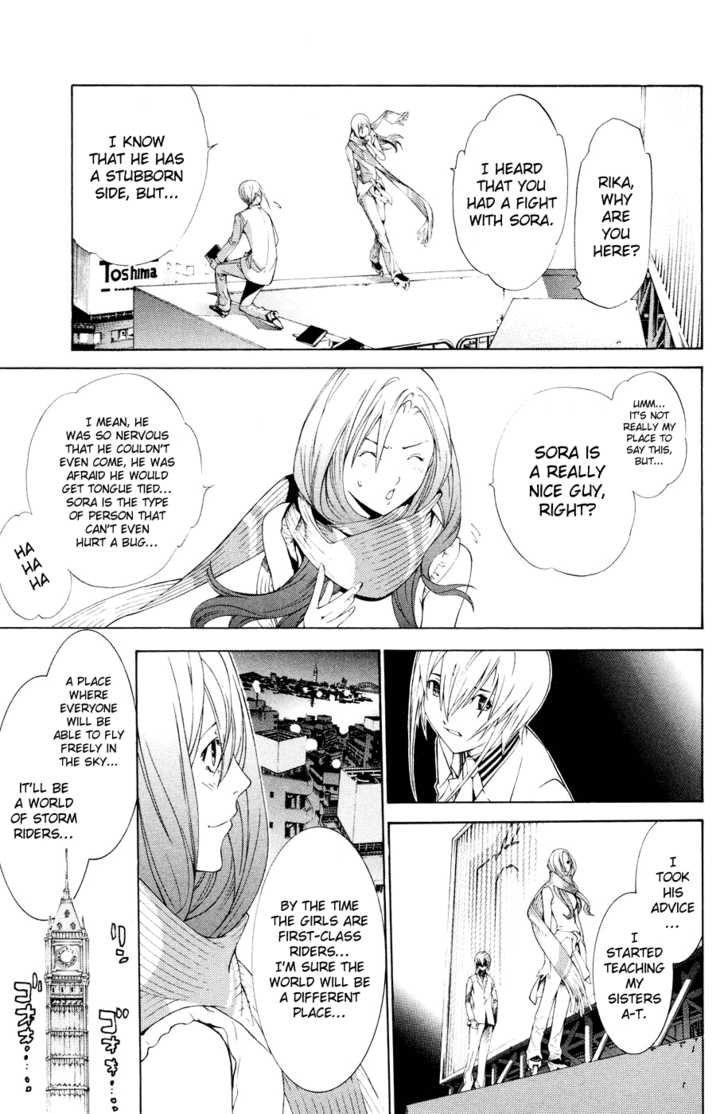 RIKA,
WHY
ARE
YOU
HERE?
I HEARD
THAT YOU
HAD A FIGHT
WITH SORA.
I KNOW
THAT HE HAS
A STUBBORN
SIDE, BUT...
Toshima
UMM...
IT'S NOT
REALLY MY
PLACE TO
SAY THIS,
BUT...
SORA IS
A REALLY
NICE GUY,
RIGHT?
I MEAN, HE
WAS SO NERVOUS
THAT HE COULDN'T
EVEN COME, HE WAS
AFRAID HE WOULD
GET TONGUE TIED...
SORA IS THE TYPE
OF PERSON THAT
CAN'T EVEN
HURT A BUG...
HA
HA
HA
I
TOOK
HIS
ADVICE
...
I
STARTED
TEACHING
MY
SISTERS
A-T.
BY THE TIME
THE GIRLS ARE
FIRST-CLASS
RIDERS...
I'M SURE
THE WORLD WILL
BE A DIFFERENT
PLACE...
A PLACE
WHERE
EVERYONE
WILL BE
ABLE TO FLY
FREELY IN
THE SKY...
IT'LL BE
A WORLD
OF STORM
RIDERS...